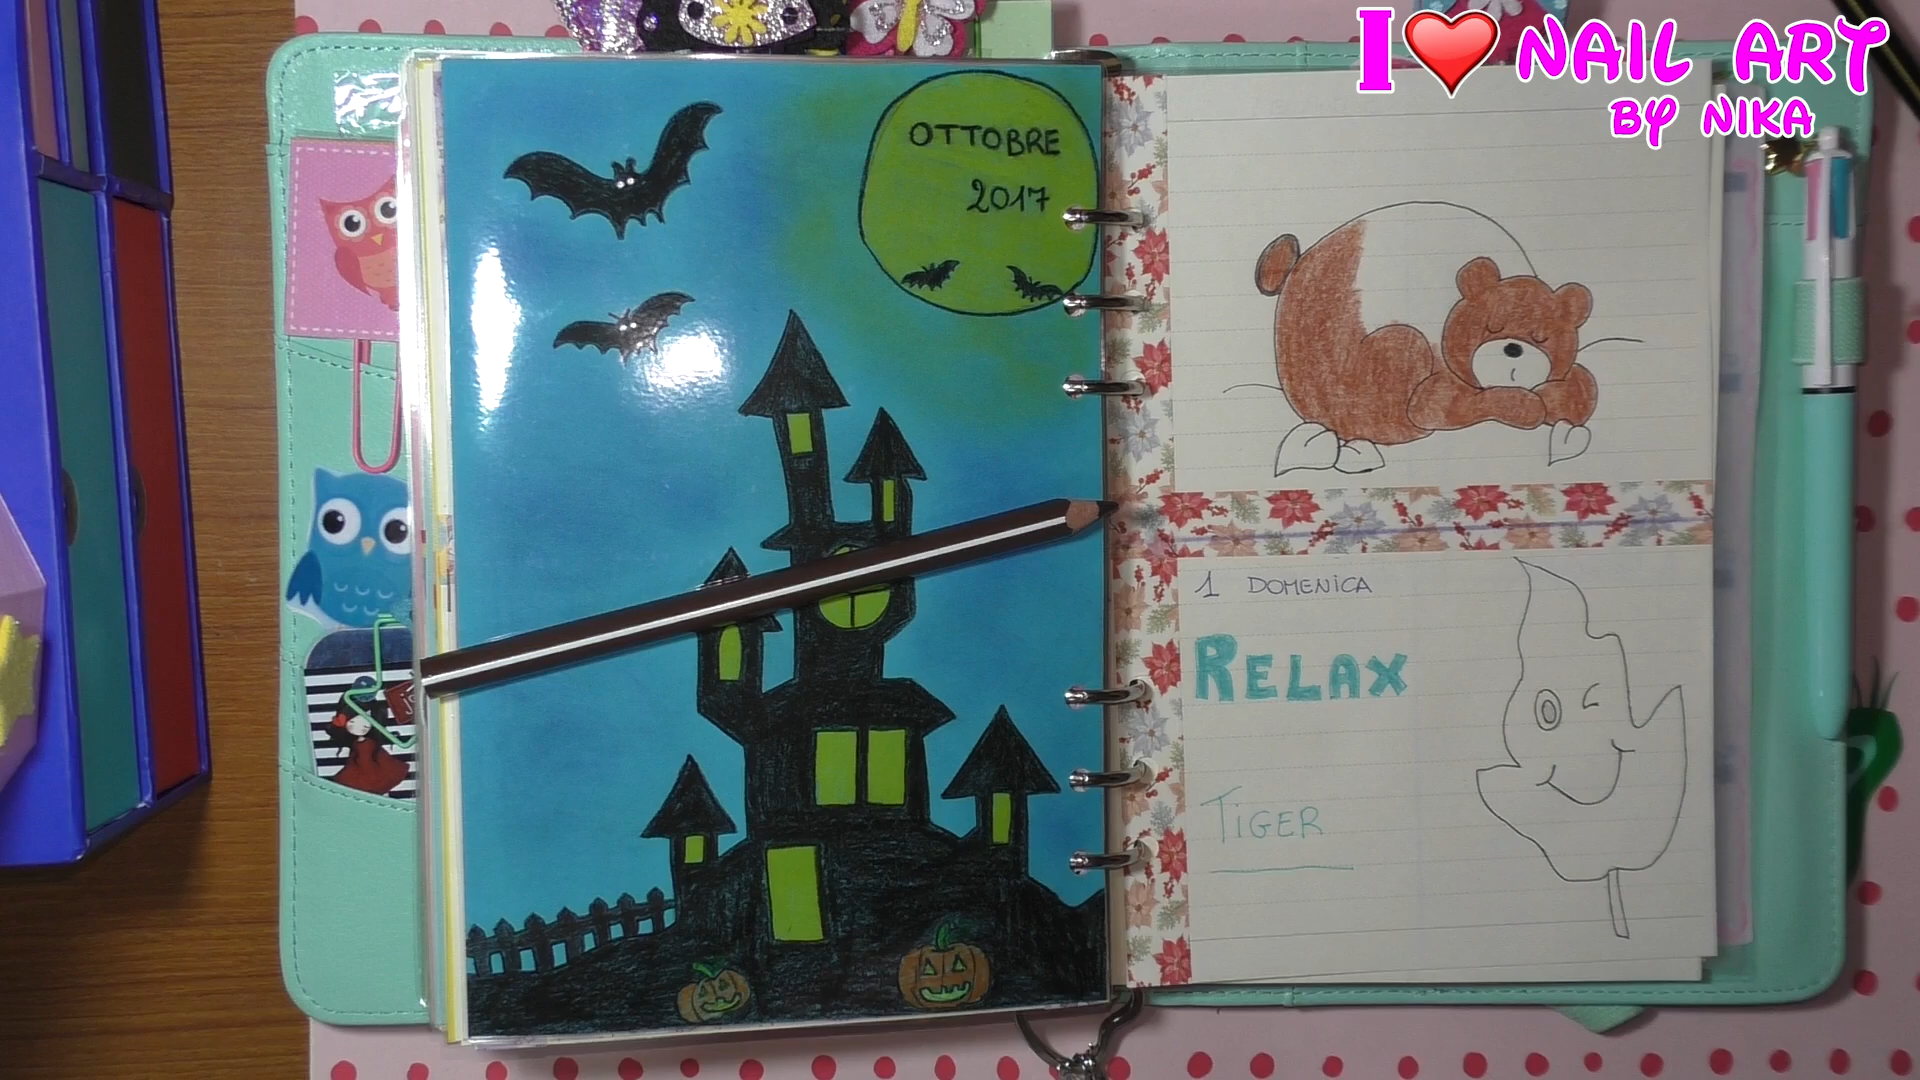 I ❤ NAIL ART
BY NIKA
OTTOBRE
2017
1 DOMENICA
RELAX
TIGER